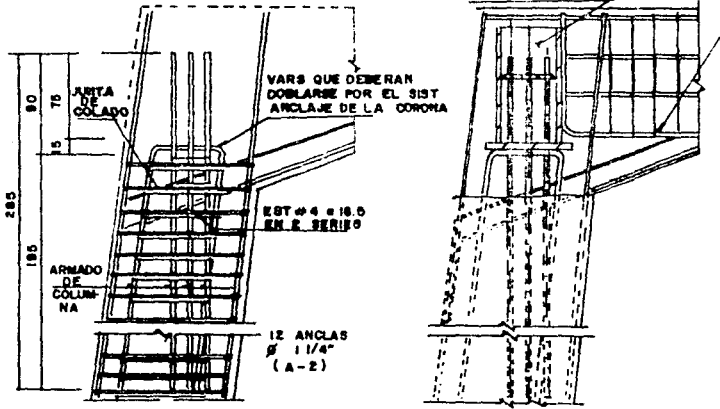 285
90
195
75
15
JUNTA
DE
COLADO
VARS QUE DEBERAN
DOBLARSE POR EL SIST
ANCLAJE DE LA CORONA
EST #4 @ 16.5
EN 2 SERIES
ARMADO
DE
COLUM-
NA
12 ANCLAS
Ø 1 1/4"
(A-2)